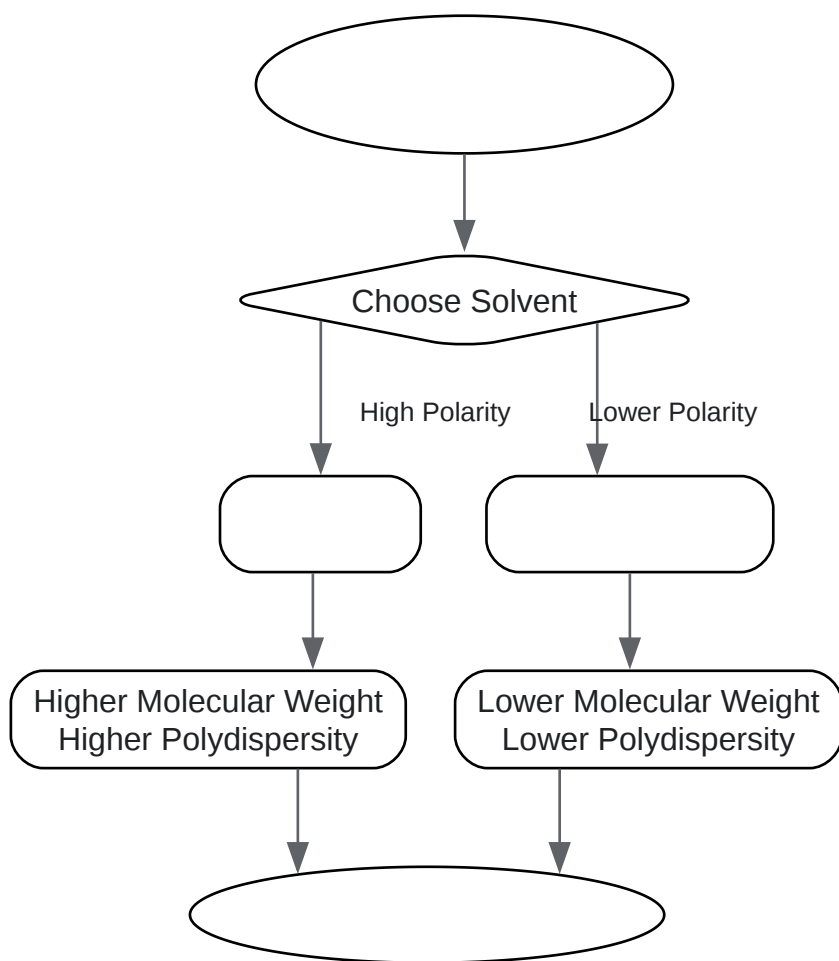 Choose Solvent
High Polarity
Lower Polarity
Higher Molecular Weight
Higher Polydispersity
Lower Molecular Weight
Lower Polydispersity